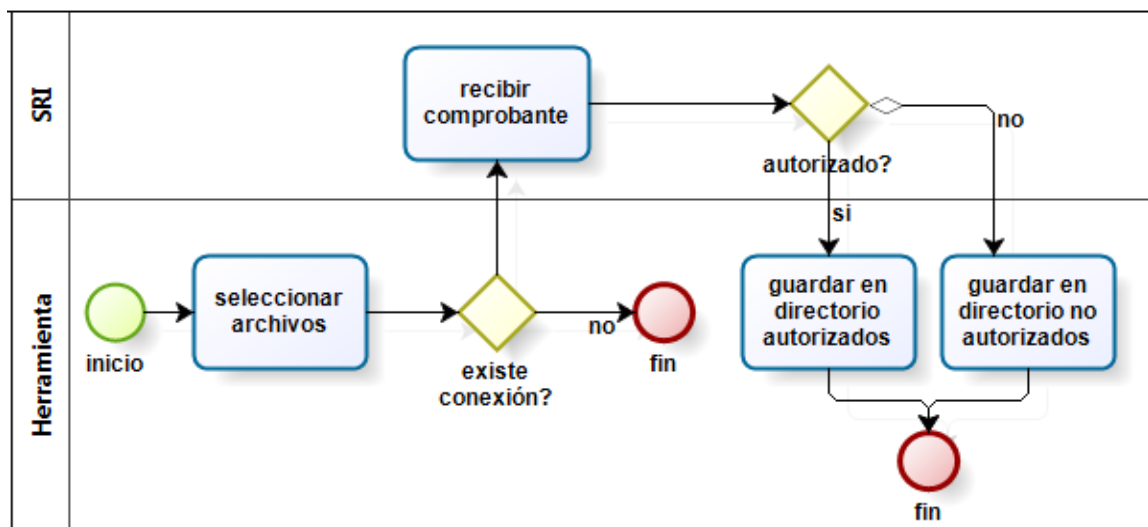 SRI
recibir
comprobante
autorizado?
no
si
Herramienta
inicio
seleccionar
archivos
existe
conexión?
no
fin
guardar en
directorio
autorizados
guardar en
directorio no
autorizados
fin